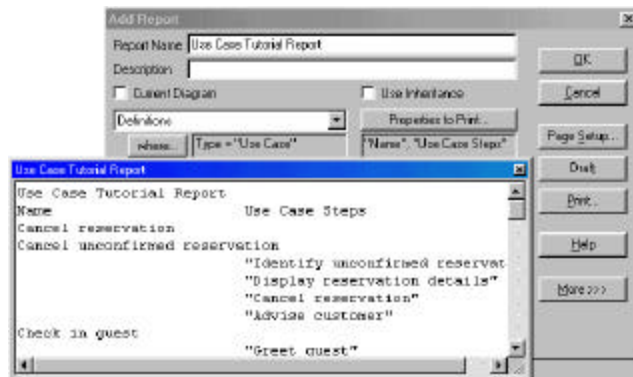 Add Report
Report Name Use Case Tutorial Report
OK
Description
Cancel
Current Diagram Use Inheritance
Definitions Properties to Print...
Page Setup...
where... Type = "Use Case" "Name", "Use Case Steps"
Draft
Print...
Help
More >>>
Use Case Tutorial Report
Use Case Tutorial Report
Name Use Case Steps
Cancel reservation
Cancel unconfirmed reservation
"Identify unconfirmed reservat
"Display reservation details"
"Cancel reservation"
"Advise customer"
Check in guest
"Greet guest"